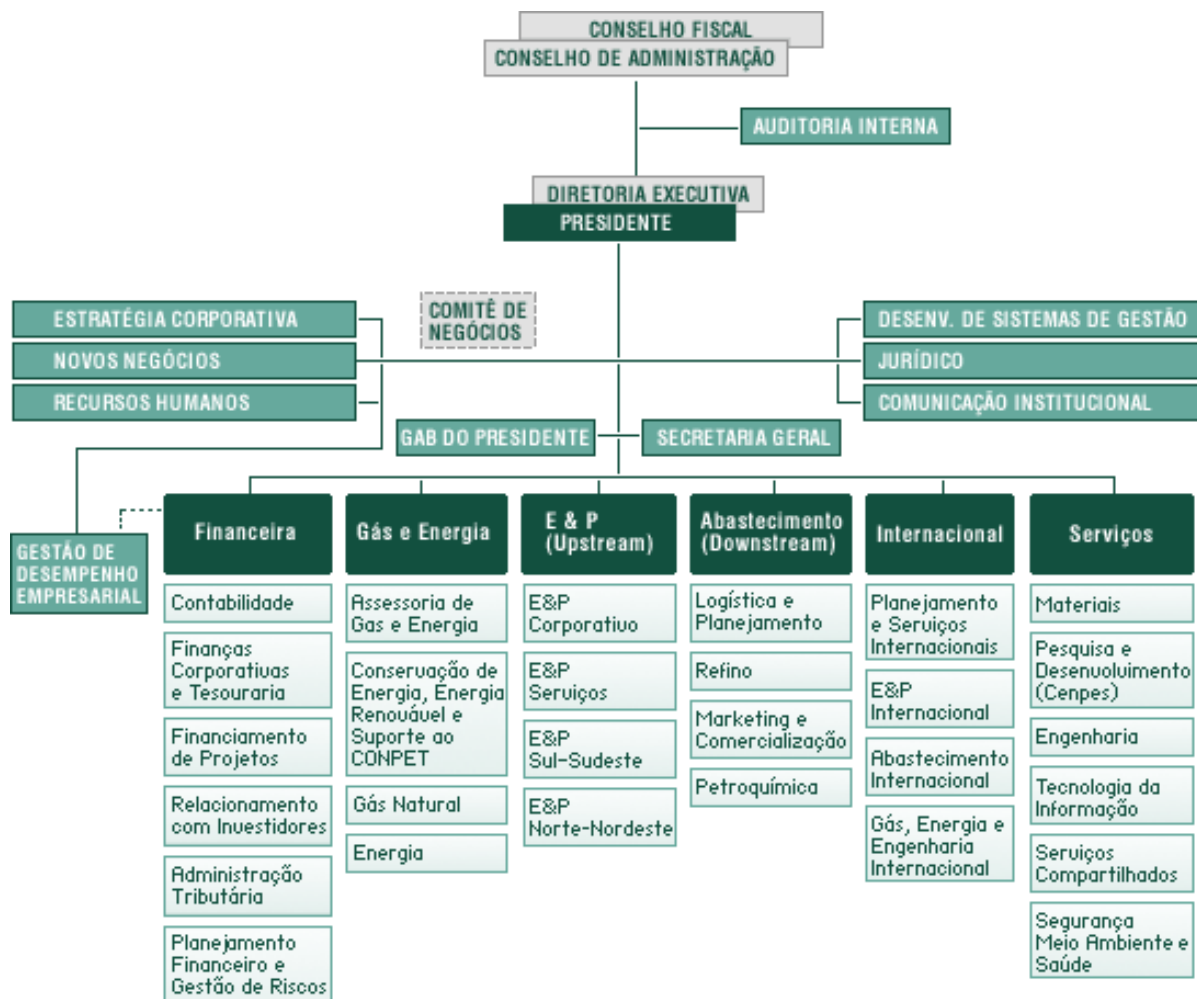 CONSELHO FISCAL
CONSELHO DE ADMINISTRAÇÃO
AUDITORIA INTERNA
DIRETORIA EXECUTIVA
PRESIDENTE
COMITÊ DE
NEGÓCIOS
ESTRATÉGIA CORPORATIVA
NOVOS NEGÓCIOS
RECURSOS HUMANOS
DESENV. DE SISTEMAS DE GESTÃO
JURÍDICO
COMUNICAÇÃO INSTITUCIONAL
GAB DO PRESIDENTE
SECRETARIA GERAL
GESTÃO DE
DESEMPENHO
EMPRESARIAL
Financeira
Contabilidade
Finanças
Corporativas
e Tesouraria
Financiamento
de Projetos
Relacionamento
com Investidores
Administração
Tributária
Planejamento
Financeiro e
Gestão de Riscos
Gás e Energia
Assessoria de
Gas e Energia
Conservação de
Energia, Energia
Renovável e
Suporte ao
CONPET
Gás Natural
Energia
E & P
(Upstream)
E&P
Corporativo
E&P
Serviços
E&P
Sul-Sudeste
E&P
Norte-Nordeste
Abastecimento
(Downstream)
Logística e
Planejamento
Refino
Marketing e
Comercialização
Petroquímica
Internacional
Planejamento
e Serviços
Internacionais
E&P
Internacional
Abastecimento
Internacional
Gás, Energia e
Engenharia
Internacional
Serviços
Materiais
Pesquisa e
Desenvolvimento
(Cenpes)
Engenharia
Tecnologia da
Informação
Serviços
Compartilhados
Segurança
Meio Ambiente e
Saúde